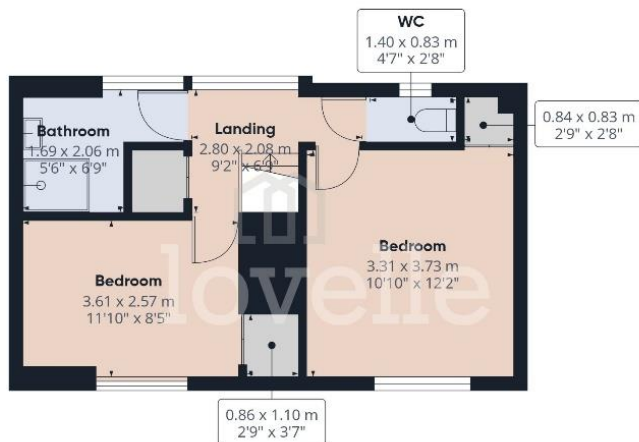 WC
1.40 x 0.83 m
4'7" x 2'8"
0.84 x 0.83 m
2'9" x 2'8"
Bathroom
1.69 x 2.06 m
5'6" x 6'9"
Landing
2.80 x 2.08 m
9'2" x 6'9"
Bedroom
3.31 x 3.73 m
10'10" x 12'2"
Bedroom
3.61 x 2.57 m
11'10" x 8'5"
lovelle
0.86 x 1.10 m
2'9" x 3'7"